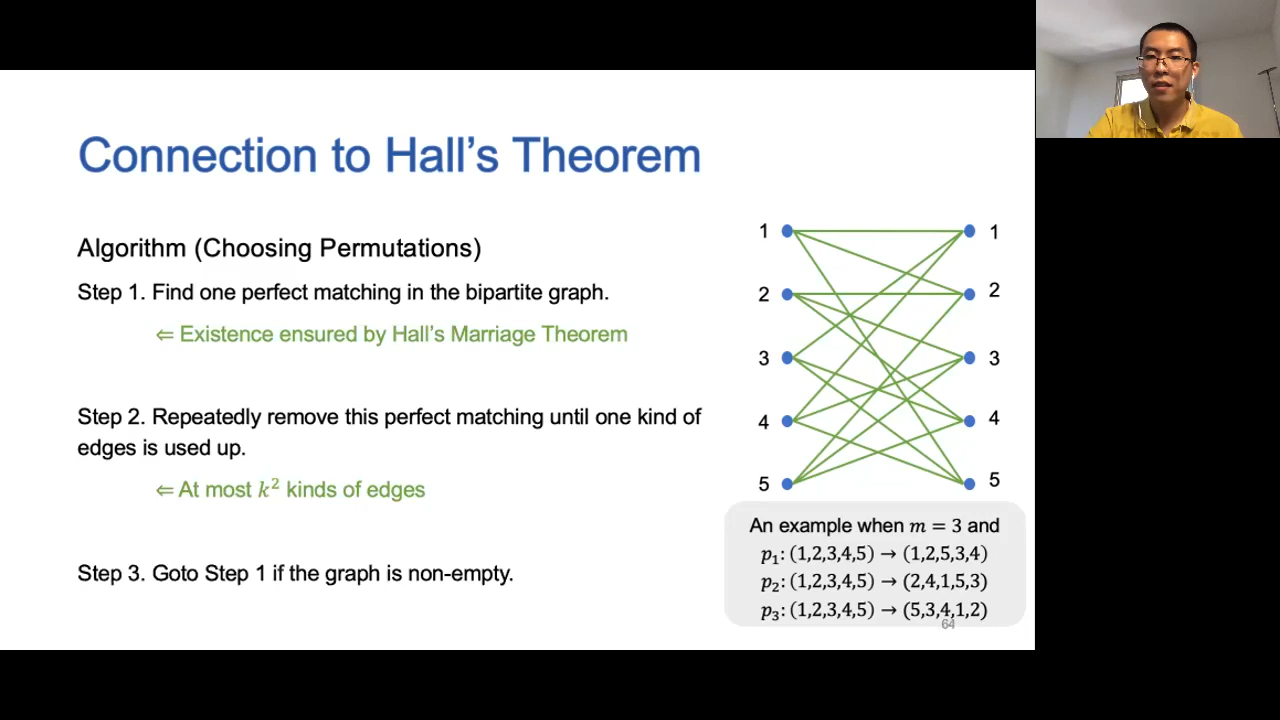 Connection to Hall's Theorem
Algorithm (Choosing Permutations)
Step 1. Find one perfect matching in the bipartite graph.
⇐ Existence ensured by Hall's Marriage Theorem
Step 2. Repeatedly remove this perfect matching until one kind of
edges is used up.
⇐ At most k² kinds of edges
Step 3. Goto Step 1 if the graph is non-empty.
1 1
2 2
3 3
4 4
5 5
An example when m = 3 and
p₁: (1,2,3,4,5) → (1,2,5,3,4)
p₂: (1,2,3,4,5) → (2,4,1,5,3)
p₃: (1,2,3,4,5) → (5,3,4,1,2)
64